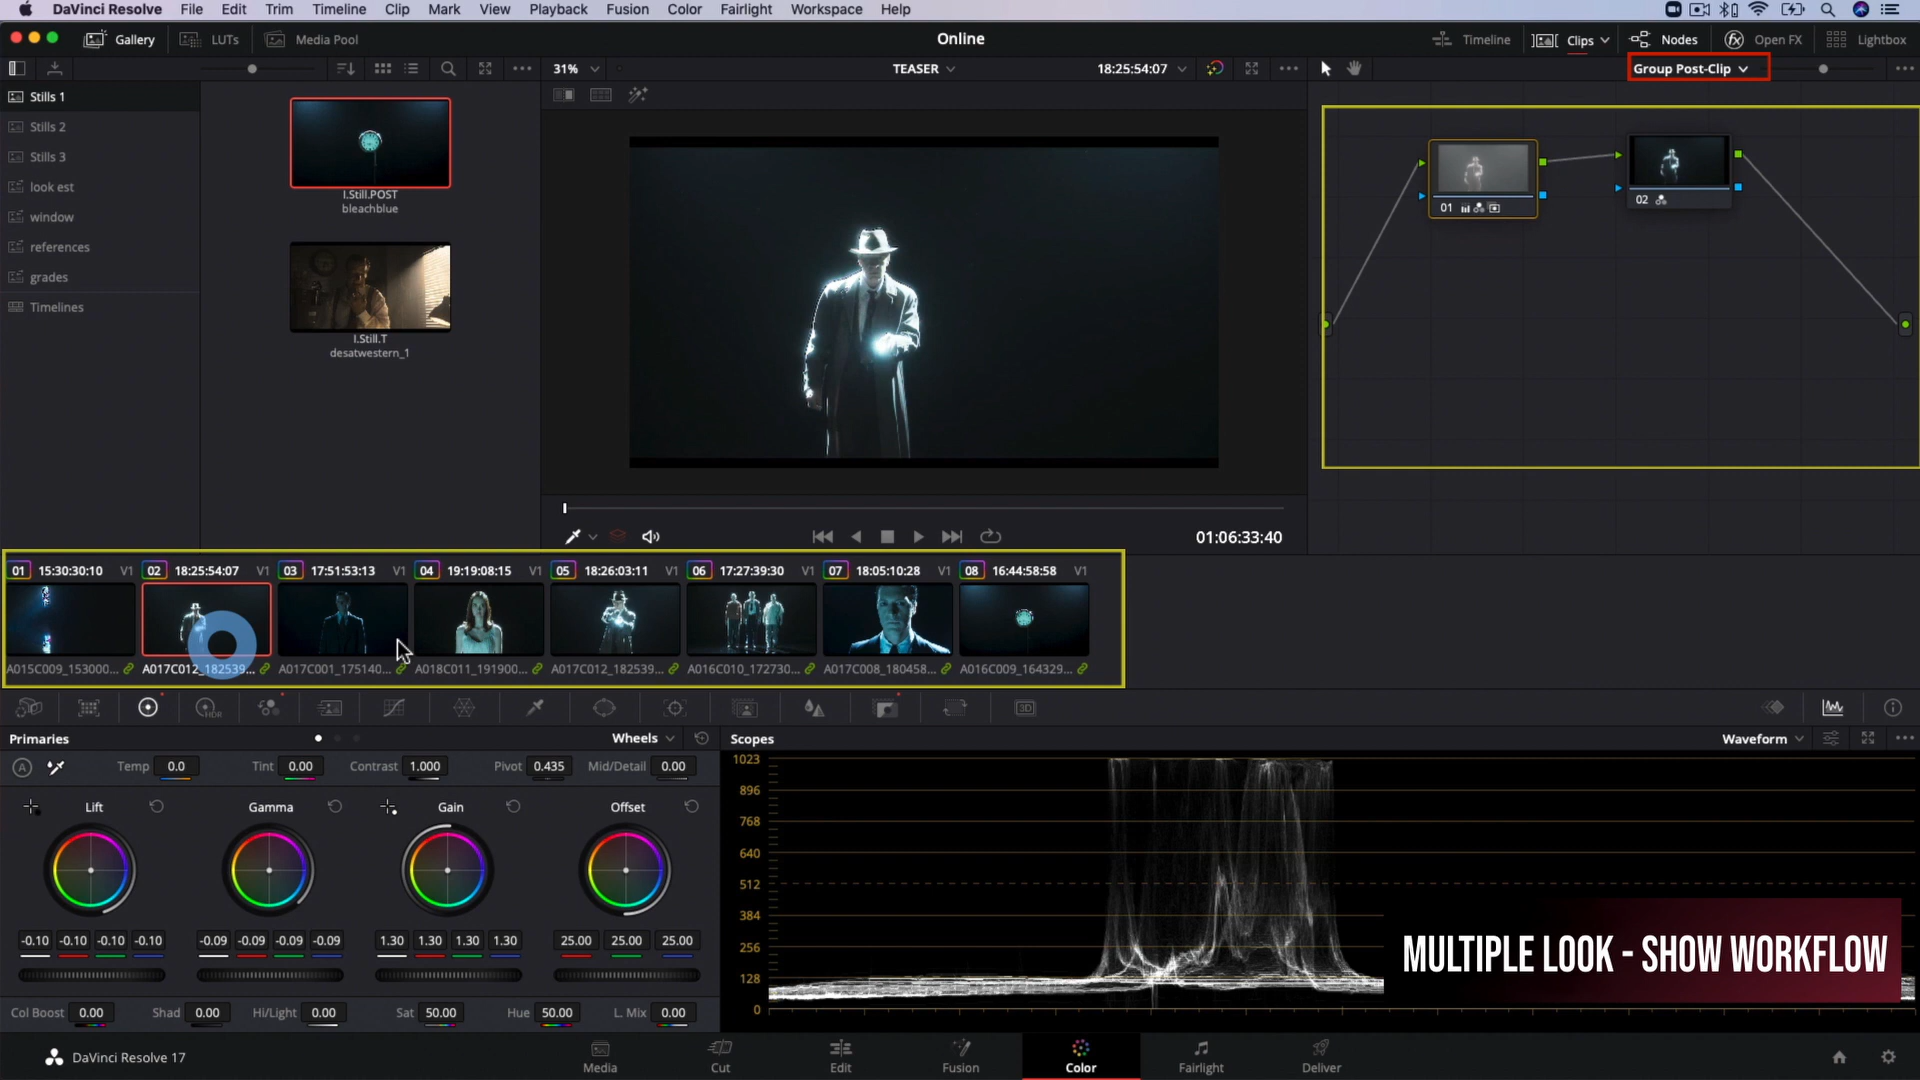 DaVinci Resolve File Edit Trim Timeline Clip Mark View Playback Fusion Color Fairlight Workspace Help
Gallery LUTs Media Pool Online Timeline Clips Nodes OpenFX Lightbox
31% TEASER 18:25:54:07 Group Post-Clip
Stills 1
Stills 2
Stills 3
look est
window
references
grades
Timelines
I.Still.POST
bleachblue
I.Still.T
desatwestern_1
01
02
01:06:33:40
01 15:30:30:10 V1 02 18:25:54:07 V1 03 17:51:53:13 V1 04 19:19:08:15 V1 05 18:26:03:11 V1 06 17:27:39:30 V1 07 18:05:10:28 V1 08 16:44:58:58 V1
A015C009_153000... A017C012_182539... A017C001_175140... A018C011_191900... A017C012_182539... A016C010_172730... A017C008_180458... A016C009_164329...
HDR 3D
Primaries Wheels Scopes Waveform
A Temp 0.0 Tint 0.00 Contrast 1.000 Pivot 0.435 Mid/Detail 0.00
Lift Gamma Gain Offset
-0.10 -0.10 -0.10 -0.10 -0.09 -0.09 -0.09 -0.09 1.30 1.30 1.30 1.30 25.00 25.00 25.00
Col Boost 0.00 Shad 0.00 Hi/Light 0.00 Sat 50.00 Hue 50.00 L. Mix 0.00
1023
896
768
640
512
384
256
128
0
MULTIPLE LOOK - SHOW WORKFLOW
DaVinci Resolve 17 Media Cut Edit Fusion Color Fairlight Deliver